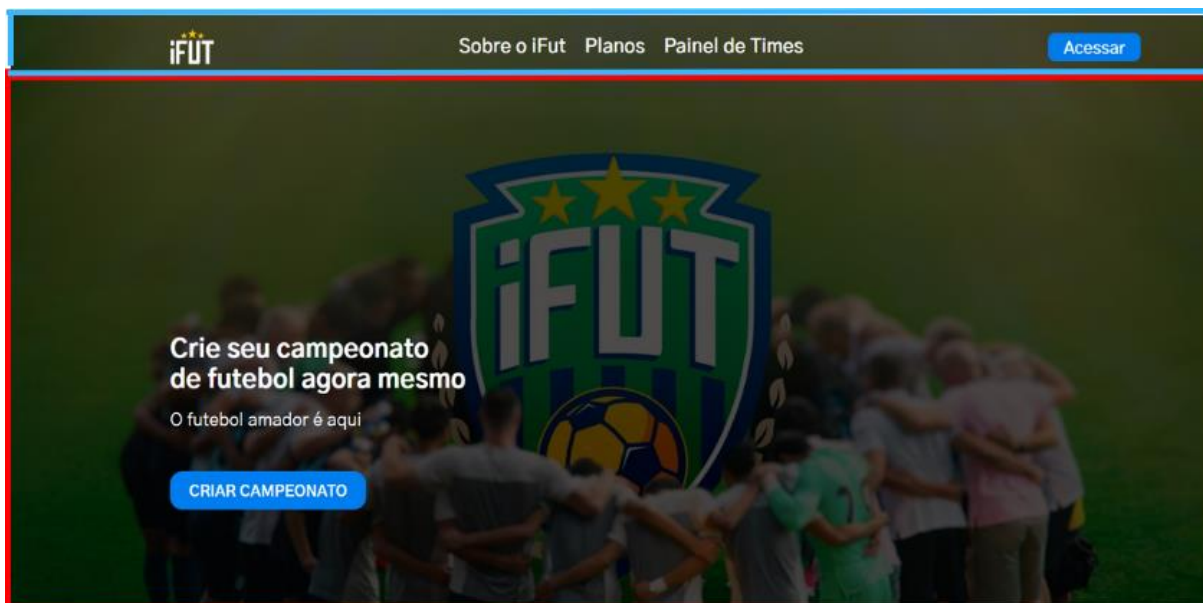 iFUT
Sobre o iFut Planos Painel de Times
Acessar
iFUT
Crie seu campeonato
de futebol agora mesmo
O futebol amador é aqui
CRIAR CAMPEONATO